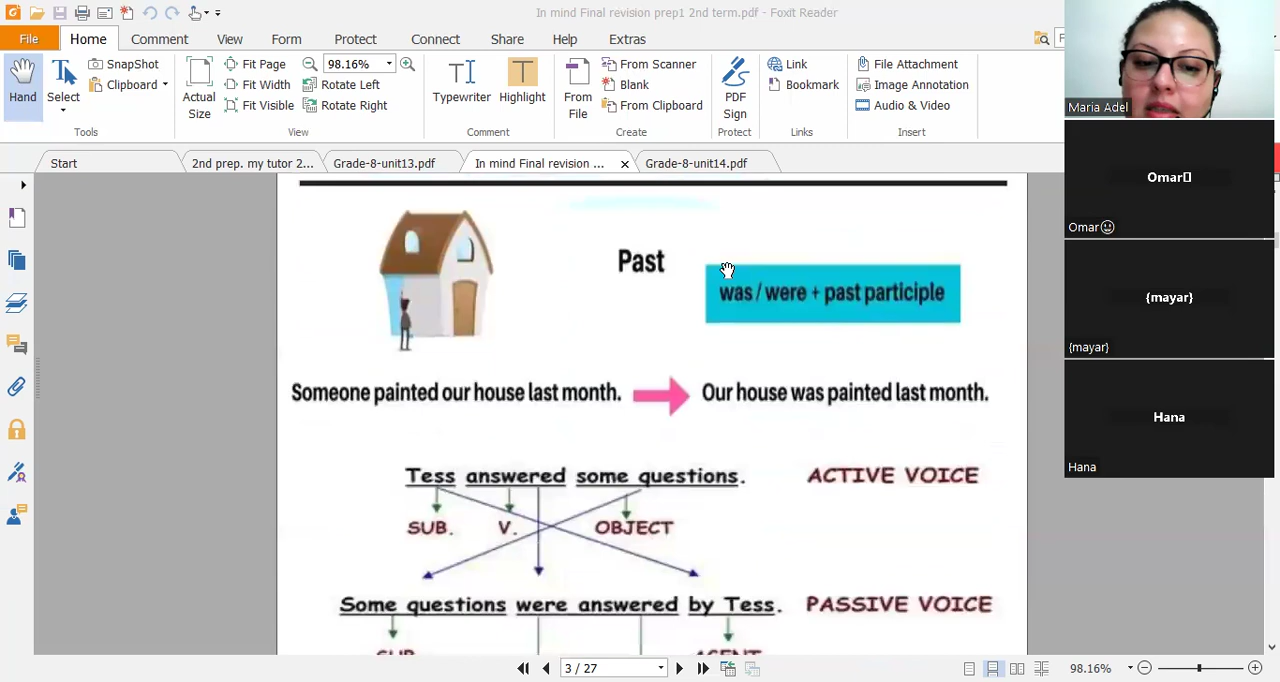 In mind Final revision prep1 2nd term.pdf - Foxit Reader
File Home Comment View Form Protect Connect Share Help Extras
Hand
Select
SnapShot
Clipboard
Tools
Actual Size
Fit Page
Fit Width
Fit Visible
98.16%
Rotate Left
Rotate Right
View
Typewriter
Highlight
Comment
From File
From Scanner
Blank
From Clipboard
Create
PDF Sign
Protect
Link
Bookmark
Links
File Attachment
Image Annotation
Audio & Video
Insert
Start
2nd prep. my tutor 2...
Grade-8-unit13.pdf
In mind Final revision ...
Grade-8-unit14.pdf
Past
was / were + past participle
Someone painted our house last month.
Our house was painted last month.
Tess answered some questions. ACTIVE VOICE
SUB. V. OBJECT
Some questions were answered by Tess. PASSIVE VOICE
SUB. AGENT
3 / 27
98.16%
Maria Adel
Omar
Omar☺
{mayar}
{mayar}
Hana
Hana